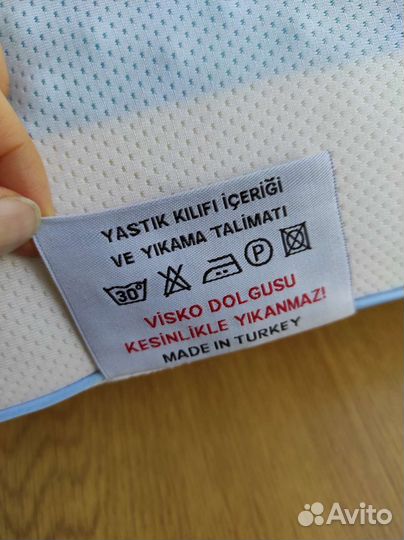 YASTIK KILIFI İÇERİĞİ
VE YIKAMA TALİMATI
30° P
VİSKO DOLGUSU
KESİNLİKLE YIKANMAZ!
MADE IN TURKEY
Avito